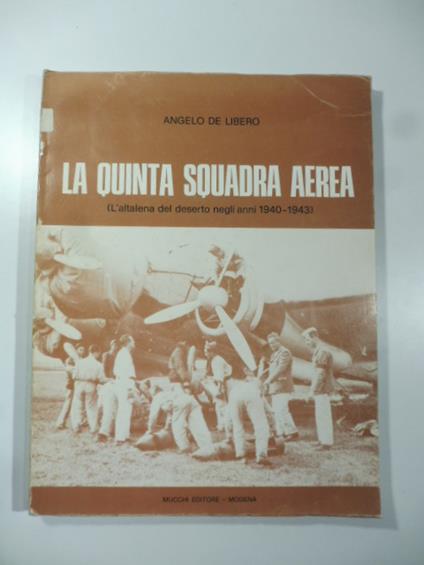 ANGELO DE LIBERO
LA QUINTA SQUADRA AEREA
(L'altalena del deserto negli anni 1940-1943)
MUCCHI EDITORE - MODENA